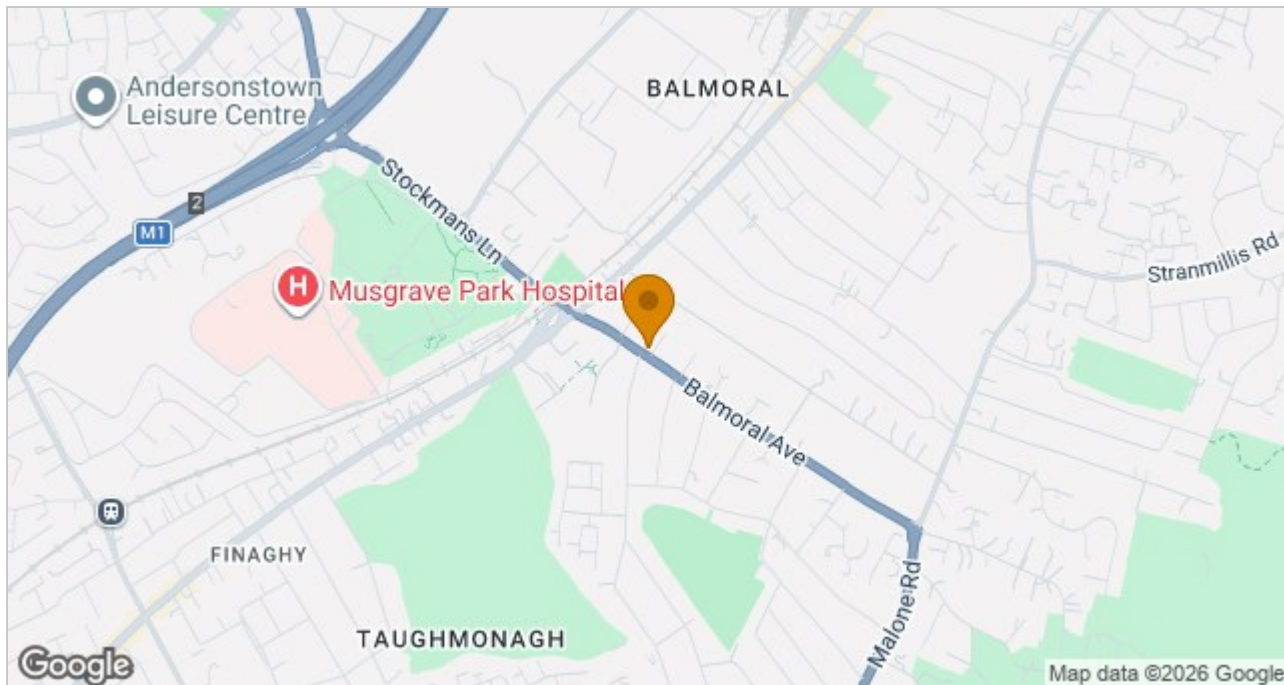 Andersonstown
Leisure Centre
BALMORAL
Stockmans Ln
2
M1
Stranmillis Rd
H
Musgrave Park Hospital
Balmoral Ave
FINAGHY
TAUGHMONAGH
Malone Rd
Google
Map data ©2026 Google